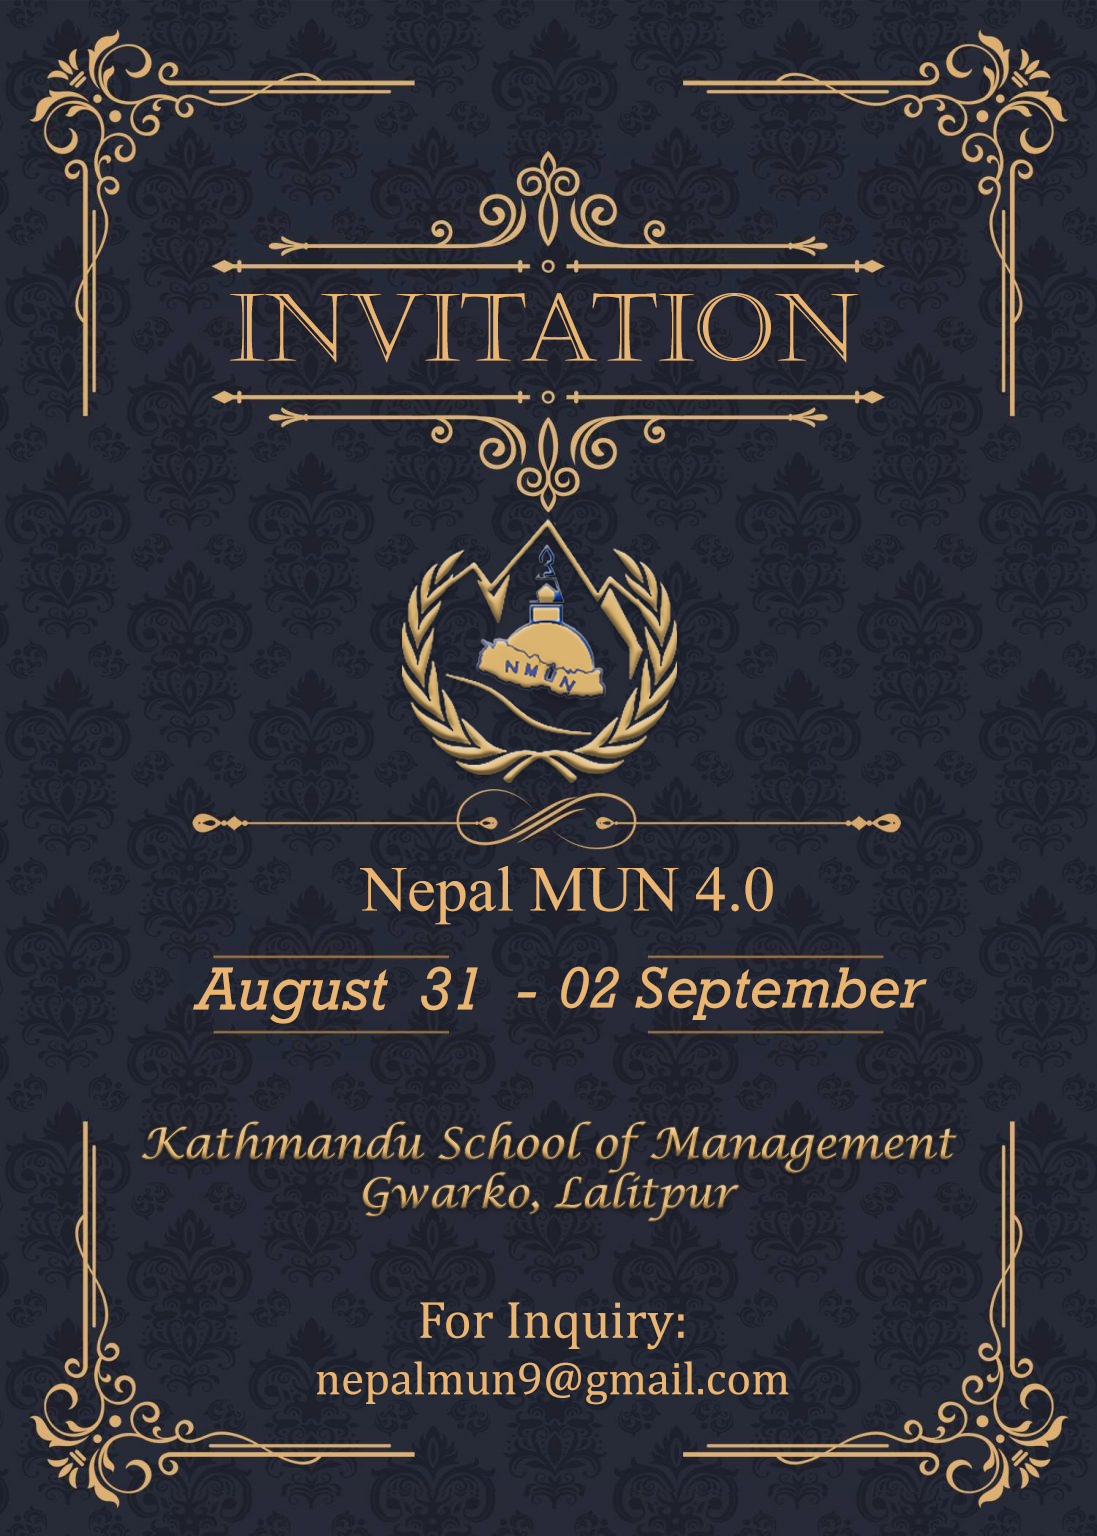 INVITATION
NMUN
Nepal MUN 4.0
August 31 - 02 September
Kathmandu School of Management
Gwarko, Lalitpur
For Inquiry:
nepalmun9@gmail.com